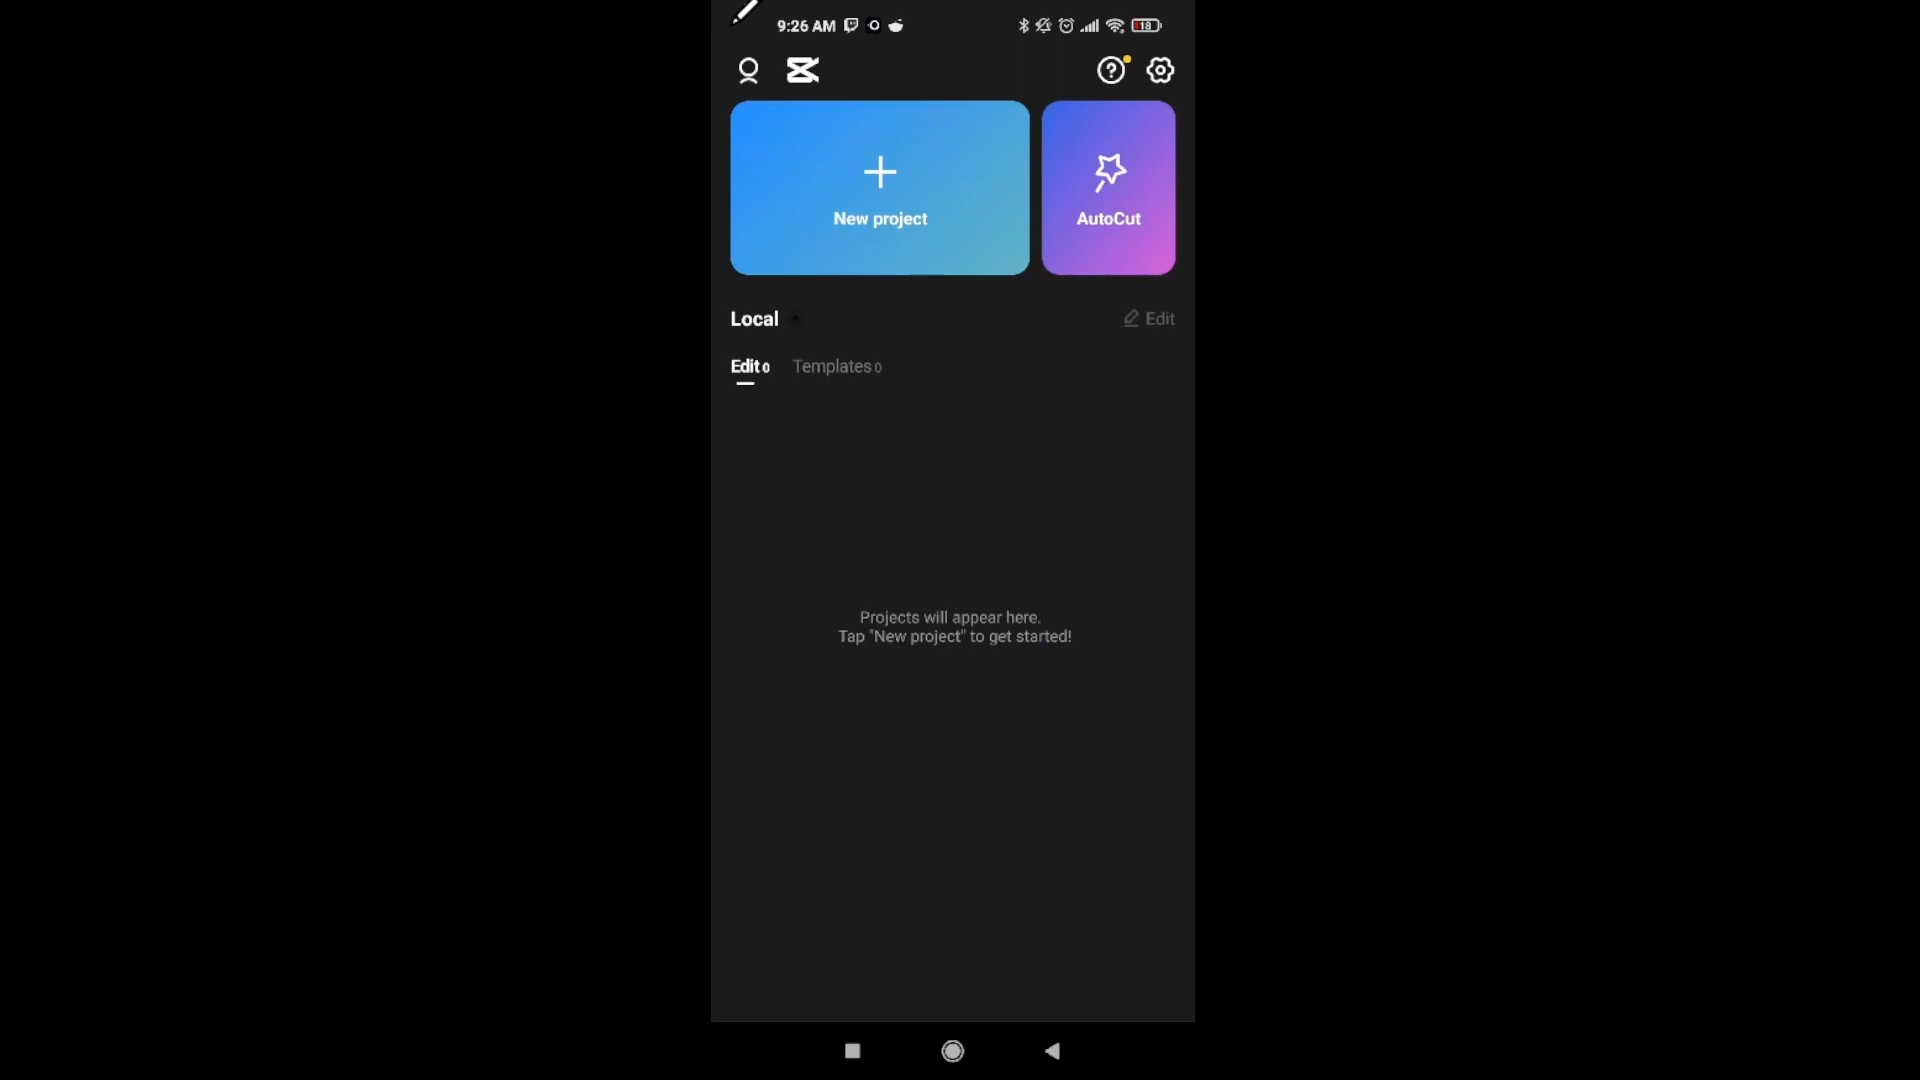 9:26 AM
18
New project
AutoCut
Local
Edit
Edit 0
Templates 0
Projects will appear here.
Tap "New project" to get started!